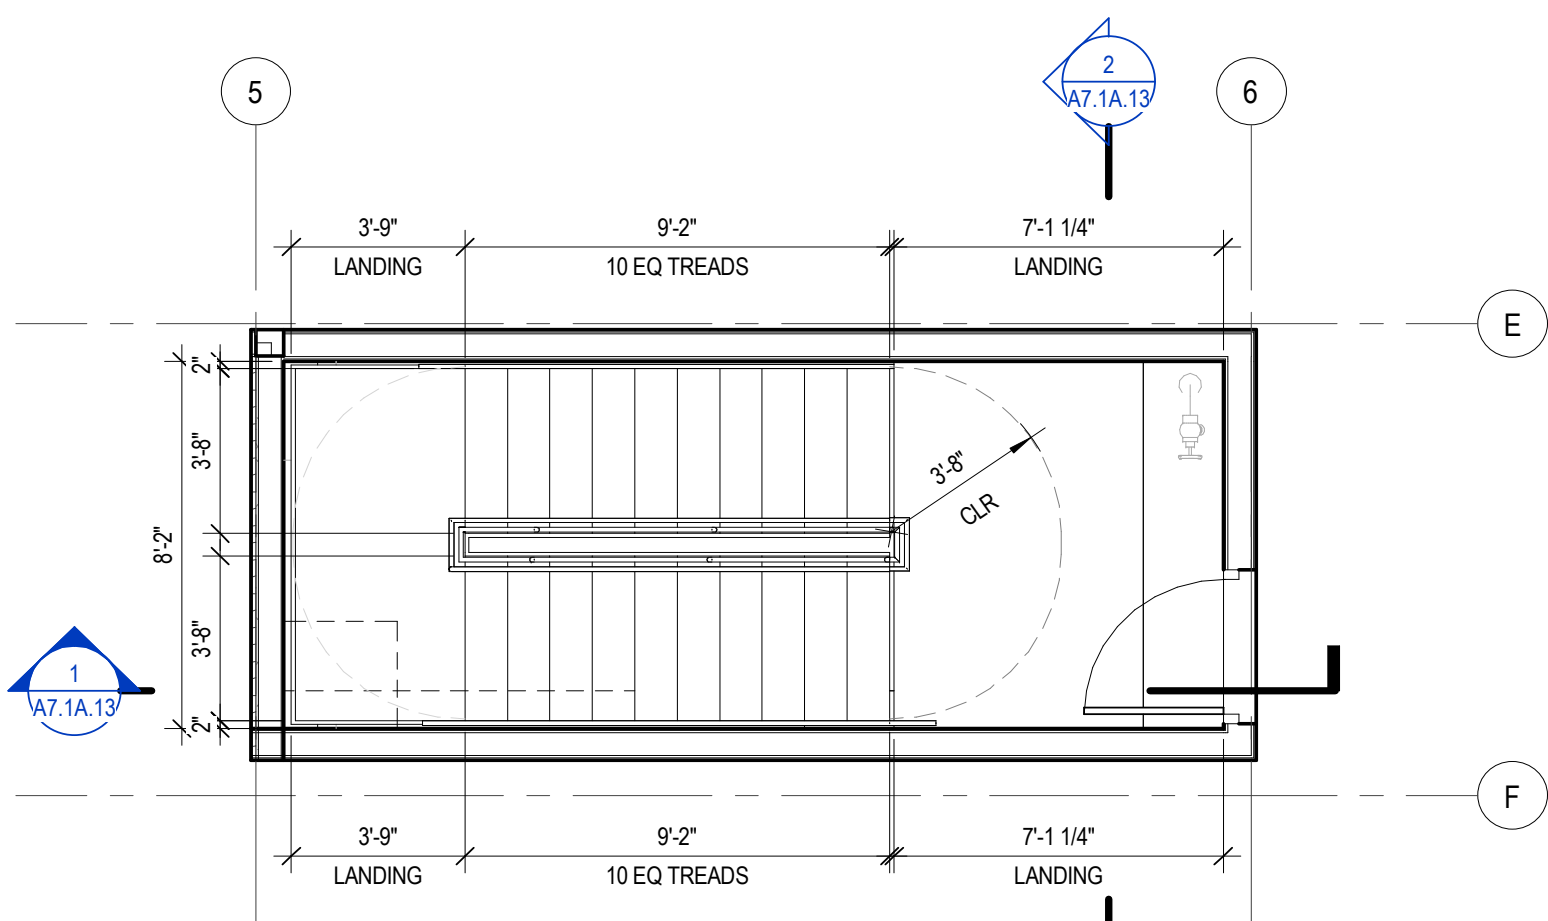 2
A7.1A.13
5
6
3'-9"
9'-2"
7'-1 1/4"
LANDING
10 EQ TREADS
LANDING
E
2"
3'-8"
3'-8"
CLR
8'-2"
3'-8"
1
A7.1A.13
2"
F
3'-9"
9'-2"
7'-1 1/4"
LANDING
10 EQ TREADS
LANDING